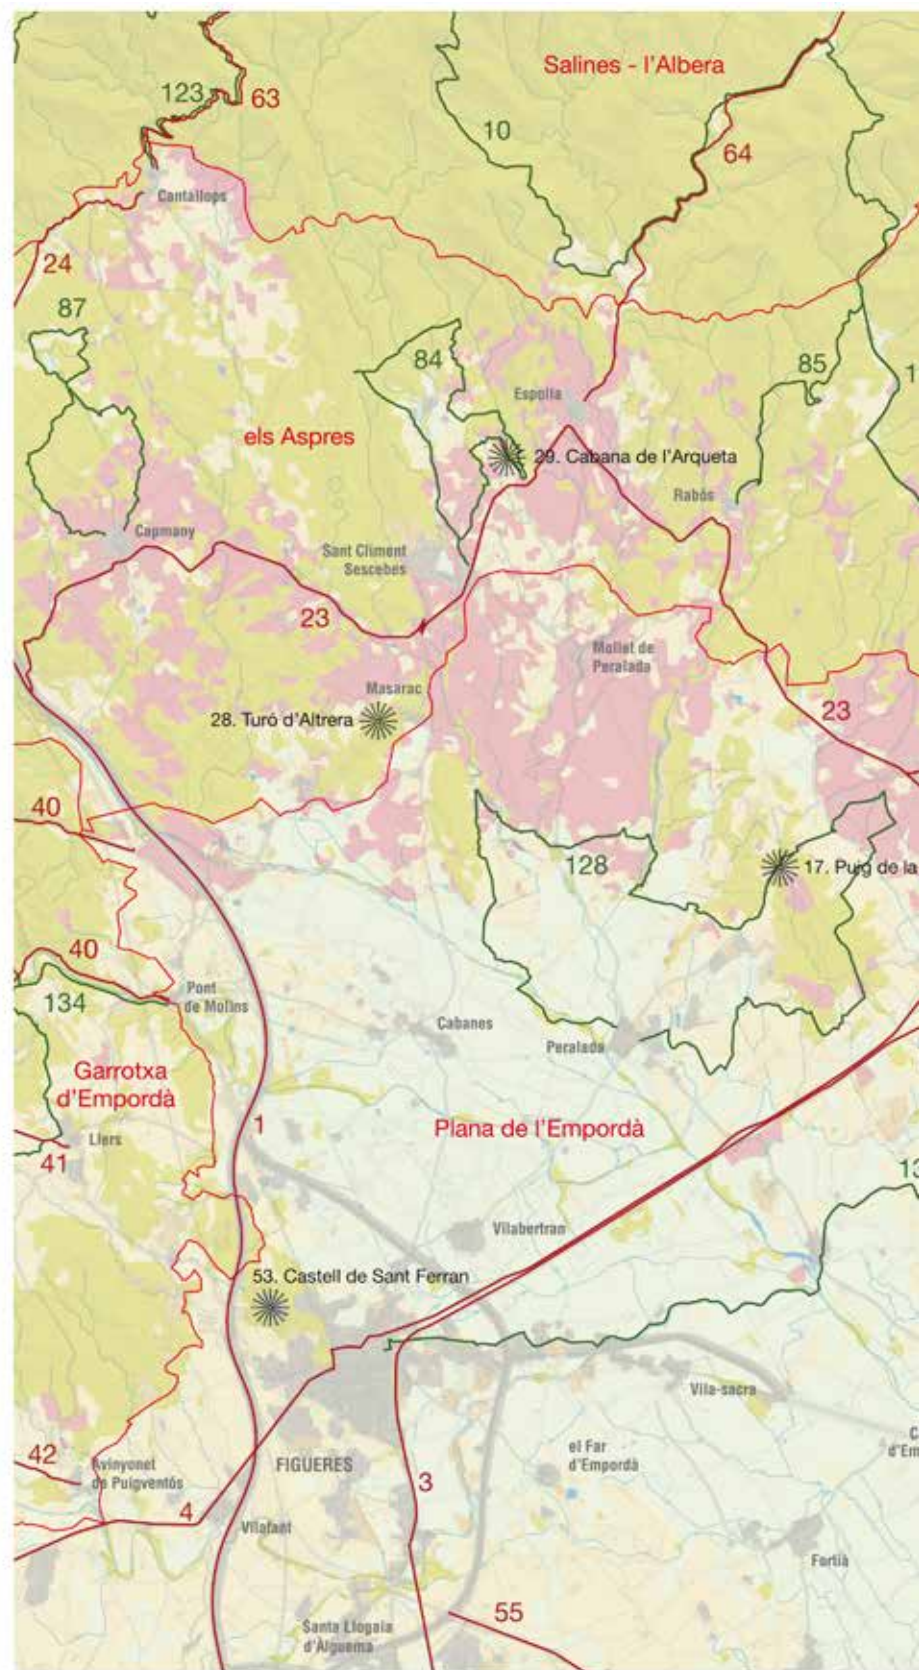 Salines - l'Albera
123
63
10
64
Cantallops
24
87
84
85
1
Espolla
els Aspres
29. Cabana de l'Arqueta
Rabós
Capmany
Sant Climent
Sescebes
23
Mollet de
Peralada
Masarac
28. Turó d'Altrera
23
40
128
17. Puig de la
40
134
Pont
de Molins
Cabanes
Peralada
Garrotxa
d'Empordà
1
Plana de l'Empordà
Llers
41
13
Vilabertran
53. Castell de Sant Ferran
Vila-sacra
42
Avinyonet
de Puigventós
FIGUERES
el Far
d'Empordà
C
d'Em
3
4
Vilafant
Fortià
55
Santa Llogaia
d'Àlguema